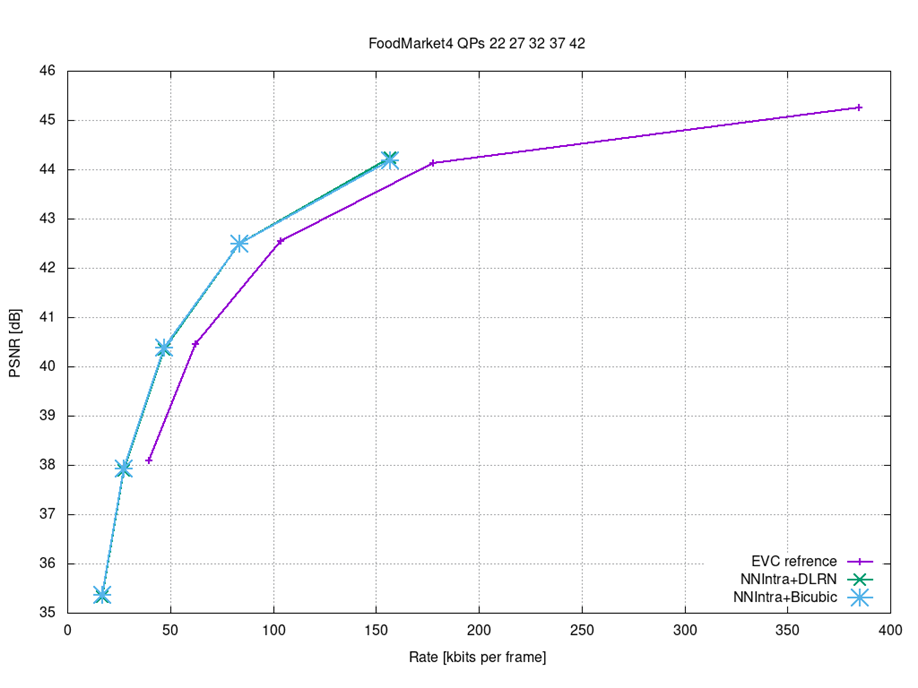 FoodMarket4 QPs 22 27 32 37 42
46
45
44
43
42
41
40
39
38
37
36
35
PSNR [dB]
EVC refrence
NNIntra+DLRN
NNIntra+Bicubic
0 50 100 150 200 250 300 350 400
Rate [kbits per frame]